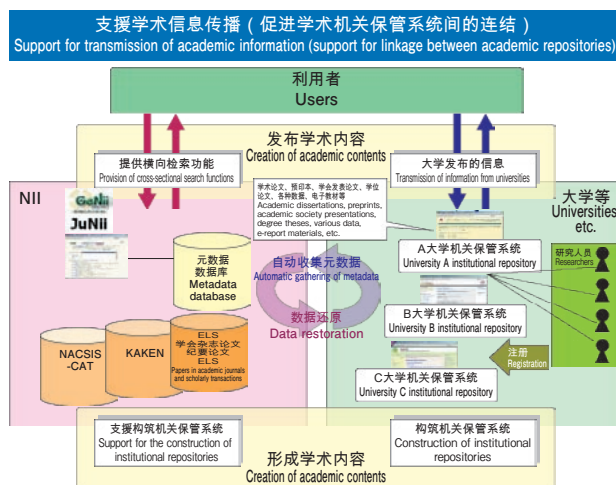 支援学术信息传播（促进学术机关保管系统间的连结）
Support for transmission of academic information (support for linkage between academic repositories)
利用者
Users
发布学术内容
Creation of academic contents
提供横向检索功能
Provision of cross-sectional search functions
大学发布的信息
Transmission of information from universities
NII
GeNii
JuNii
学术论文、预印本、学会发表论文、学位
论文、各种数据、电子教材等
Academic dissertations, preprints,
academic society presentations,
degree theses, various data,
e-report materials, etc.
大学等
Universities
etc.
元数据
数据库
Metadata
database
自动收集元数据
Automatic gathering of metadata
数据还原
Data restoration
A大学机关保管系统
University A institutional repository
研究人员
Researchers
B大学机关保管系统
University B institutional repository
注册
Registration
C大学机关保管系统
University C institutional repository
NACSIS
-CAT
KAKEN
ELS
学会杂志论文
纪要论文
ELS
Papers in academic journals
and scholarly transactions
支援构筑机关保管系统
Support for the construction of
institutional repositories
构筑机关保管系统
Construction of institutional
repositories
形成学术内容
Creation of academic contents